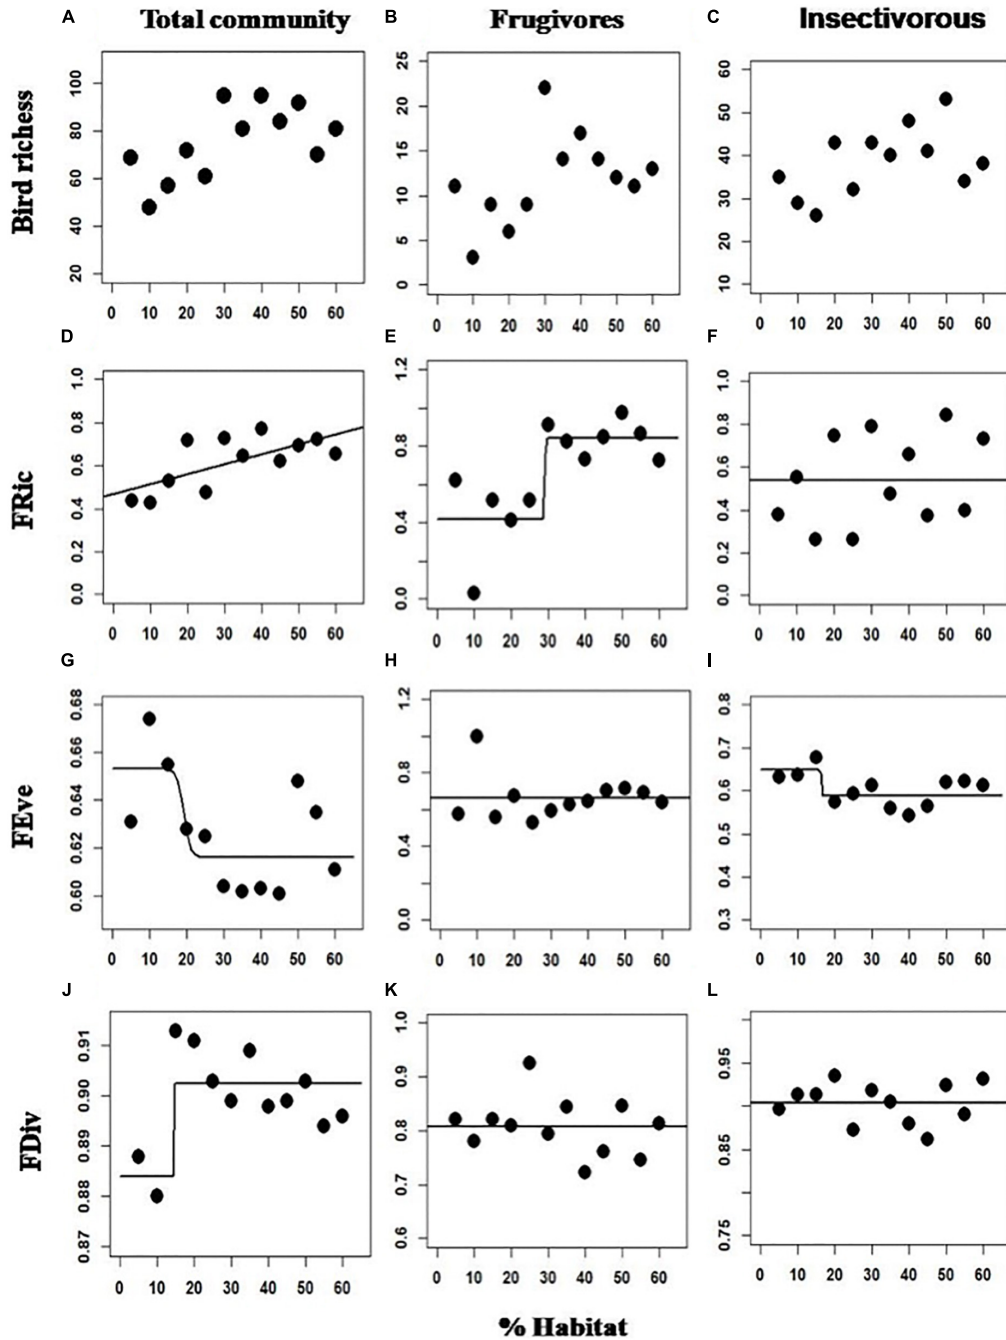 A Total community B Frugivores C Insectivorous
Bird richess
20 40 60 80 100
0 10 20 30 40 50 60
0 5 10 15 20 25
0 10 20 30 40 50 60
10 20 30 40 50 60
0 10 20 30 40 50 60
D E F
FRic
0.0 0.2 0.4 0.6 0.8 1.0
0 10 20 30 40 50 60
0.0 0.4 0.8 1.2
0 10 20 30 40 50 60
0.0 0.2 0.4 0.6 0.8 1.0
0 10 20 30 40 50 60
G H I
FEve
0.60 0.62 0.64 0.66 0.68
0 10 20 30 40 50 60
0.0 0.4 0.8 1.2
0 10 20 30 40 50 60
0.3 0.4 0.5 0.6 0.7 0.8
0 10 20 30 40 50 60
J K L
FDiv
0.87 0.88 0.89 0.90 0.91
0 10 20 30 40 50 60
0.6 0.7 0.8 0.9 1.0
0 10 20 30 40 50 60
0.75 0.85 0.95
0 10 20 30 40 50 60
% Habitat